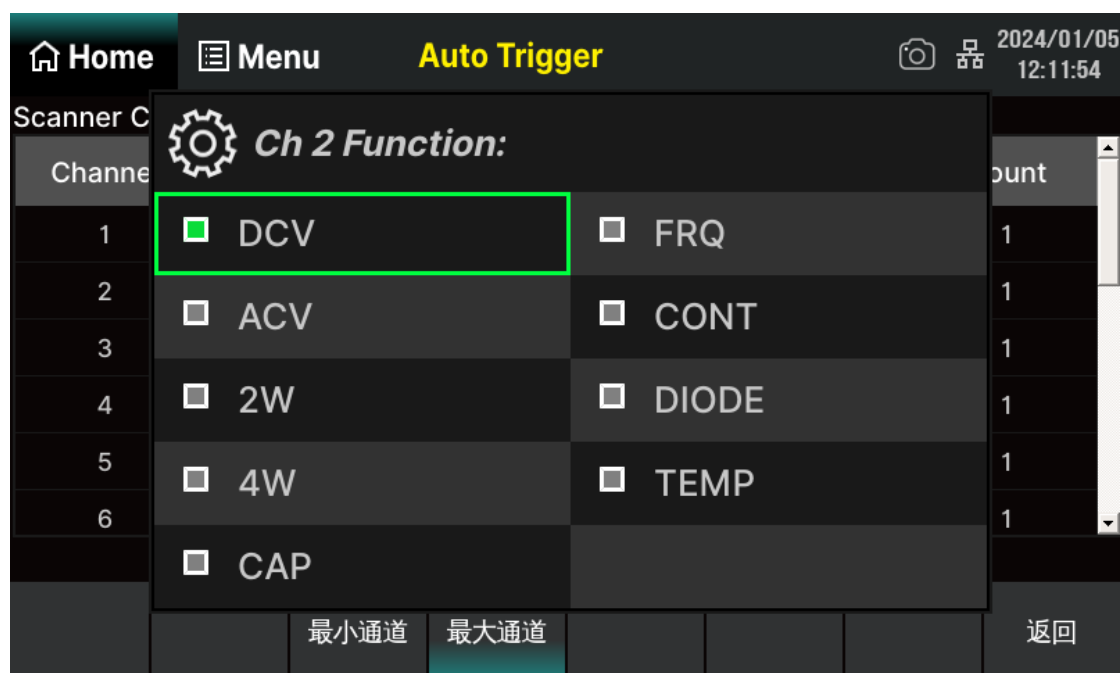 Home Menu Auto Trigger 2024/01/05
12:11:54
Scanner C
Ch 2 Function:
Channe
ount
DCV FRQ
ACV CONT
2W DIODE
4W TEMP
CAP
1 1
2 1
3 1
4 1
5 1
6 1
最小通道 最大通道 返回